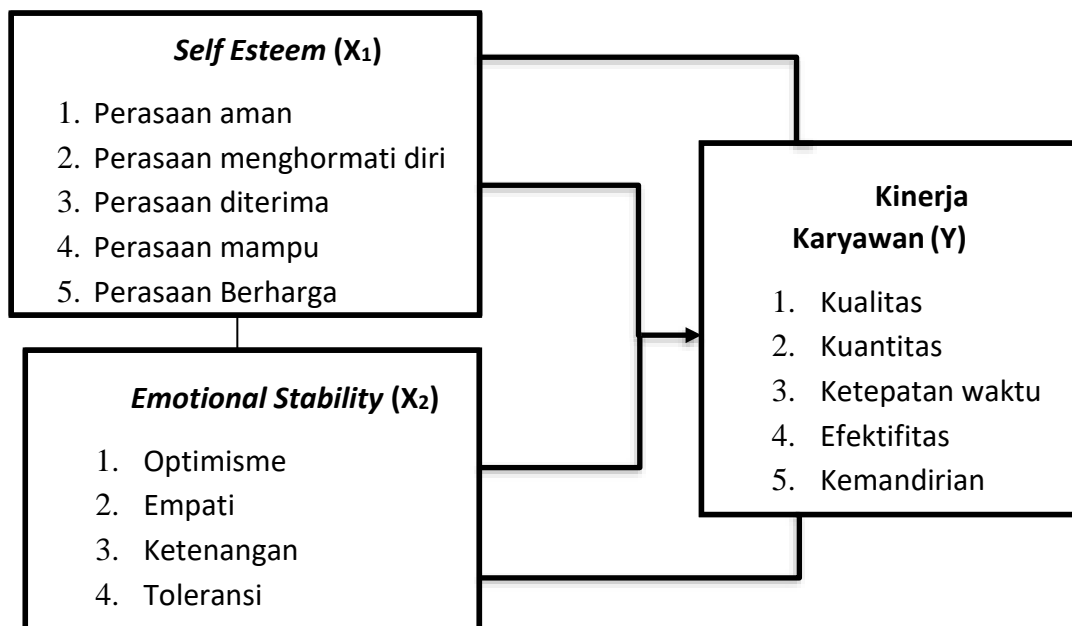 Self Esteem (X₁)
1. Perasaan aman
2. Perasaan menghormati diri
3. Perasaan diterima
4. Perasaan mampu
5. Perasaan Berharga
Emotional Stability (X₂)
1. Optimisme
2. Empati
3. Ketenangan
4. Toleransi
Kinerja
Karyawan (Y)
1. Kualitas
2. Kuantitas
3. Ketepatan waktu
4. Efektifitas
5. Kemandirian